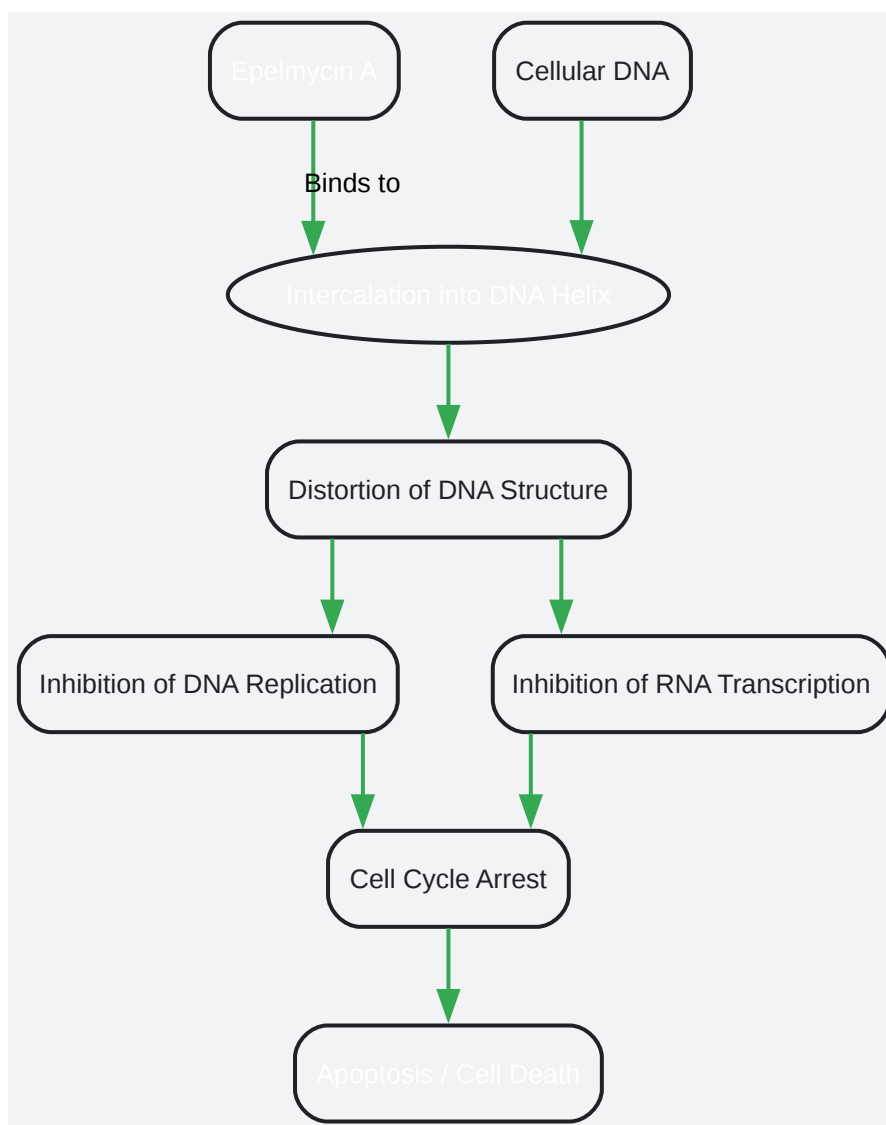 Epelmycin A
Cellular DNA
Binds to
Intercalation into DNA Helix
Distortion of DNA Structure
Inhibition of DNA Replication
Inhibition of RNA Transcription
Cell Cycle Arrest
Apoptosis / Cell Death